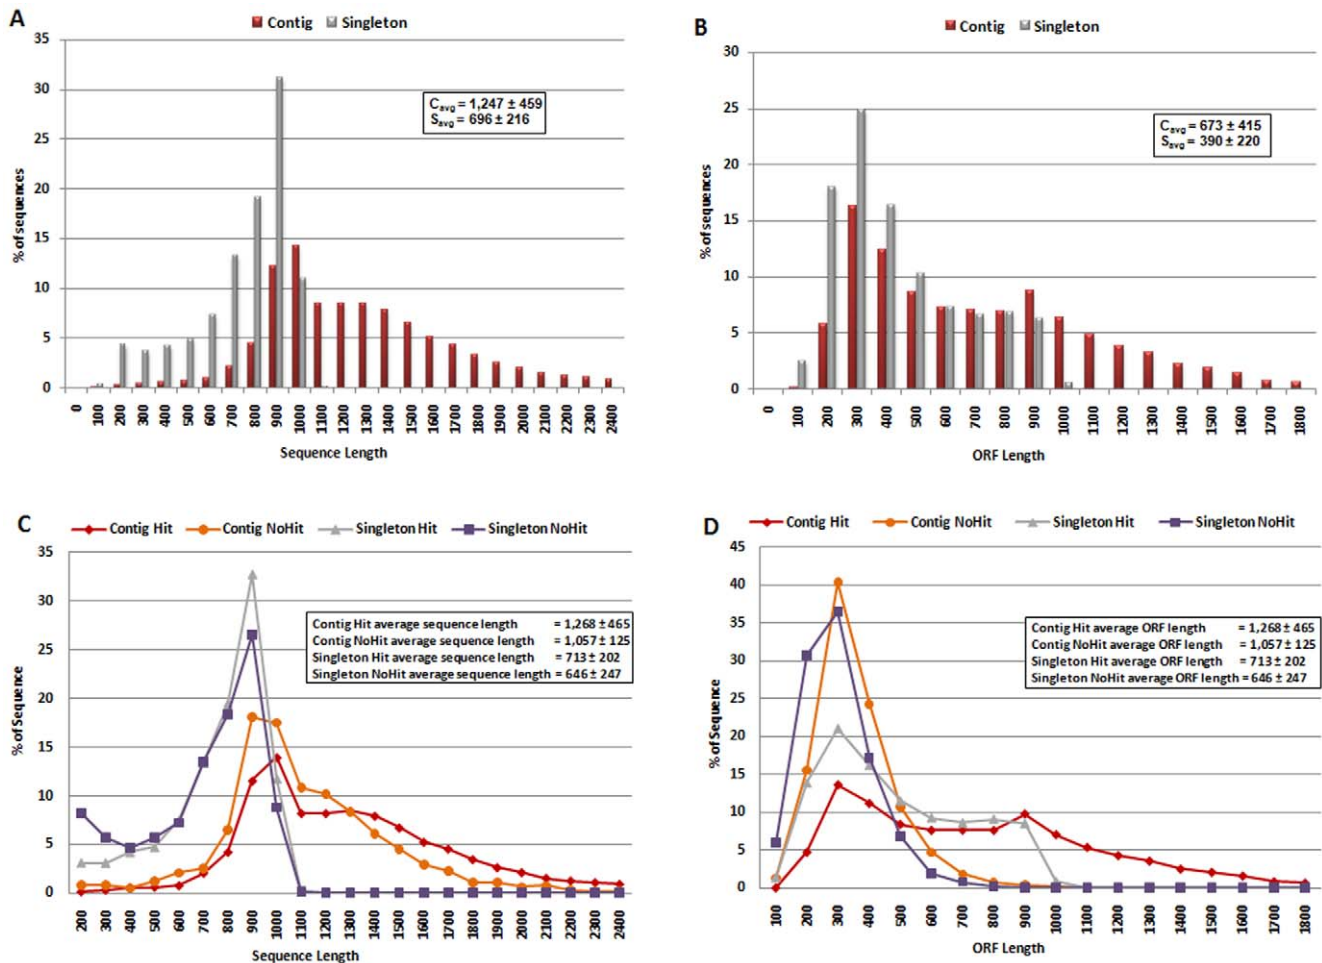 A
Contig Singleton
35
30
25
20
15
10
5
0
% of sequences
C avg = 1,247 ± 459
S avg = 696 ± 216
0 100 200 300 400 500 600 700 800 900 1000 1100 1200 1300 1400 1500 1600 1700 1800 1900 2000 2100 2200 2300 2400
Sequence Length
B
Contig Singleton
30
25
20
15
10
5
0
% of sequences
C avg = 673 ± 415
S avg = 390 ± 220
0 100 200 300 400 500 600 700 800 900 1000 1100 1200 1300 1400 1500 1600 1700 1800
ORF Length
C
Contig Hit Contig NoHit Singleton Hit Singleton NoHit
35
30
25
20
15
10
5
0
% of Sequence
Contig Hit average sequence length = 1,268 ± 465
Contig NoHit average sequence length = 1,057 ± 125
Singleton Hit average sequence length = 713 ± 202
Singleton NoHit average sequence length = 646 ± 247
200 300 400 500 600 700 800 900 1000 1100 1200 1300 1400 1500 1600 1700 1800 1900 2000 2100 2200 2300 2400
Sequence Length
D
Contig Hit Contig NoHit Singleton Hit Singleton NoHit
45
40
35
30
25
20
15
10
5
0
% of Sequence
Contig Hit average ORF length = 1,268 ± 465
Contig NoHit average ORF length = 1,057 ± 125
Singleton Hit average ORF length = 713 ± 202
Singleton NoHit average ORF length = 646 ± 247
100 200 300 400 500 600 700 800 900 1000 1100 1200 1300 1400 1500 1600 1700 1800
ORF Length